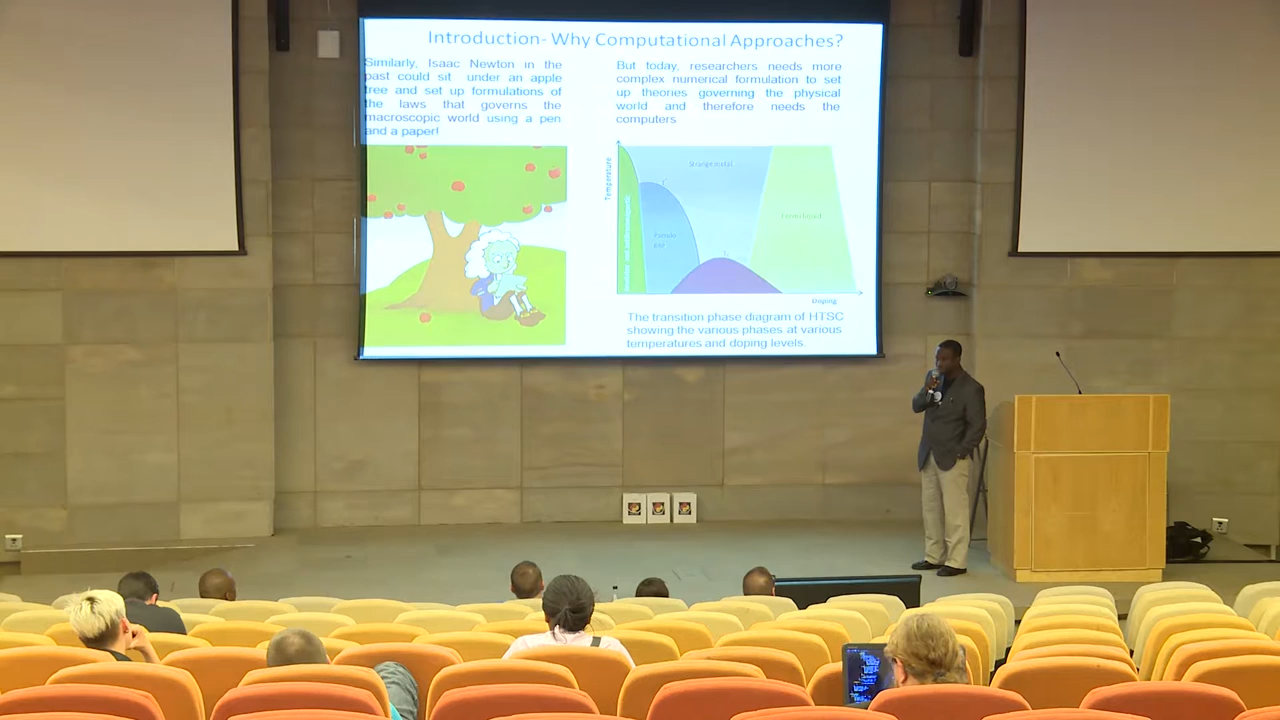 Introduction- Why Computational Approaches?
Similarly, Isaac Newton in the
past could sit under an apple
tree and set up formulations of
the laws that governs the
macroscopic world using a pen
and a paper!
But today, researchers needs more
complex numerical formulation to set
up theories governing the physical
world and therefore needs the
computers
Temperature
Strange metal
Pseudo
gap
Doping
The transition phase diagram of HTSC
showing the various phases at various
temperatures and doping levels.